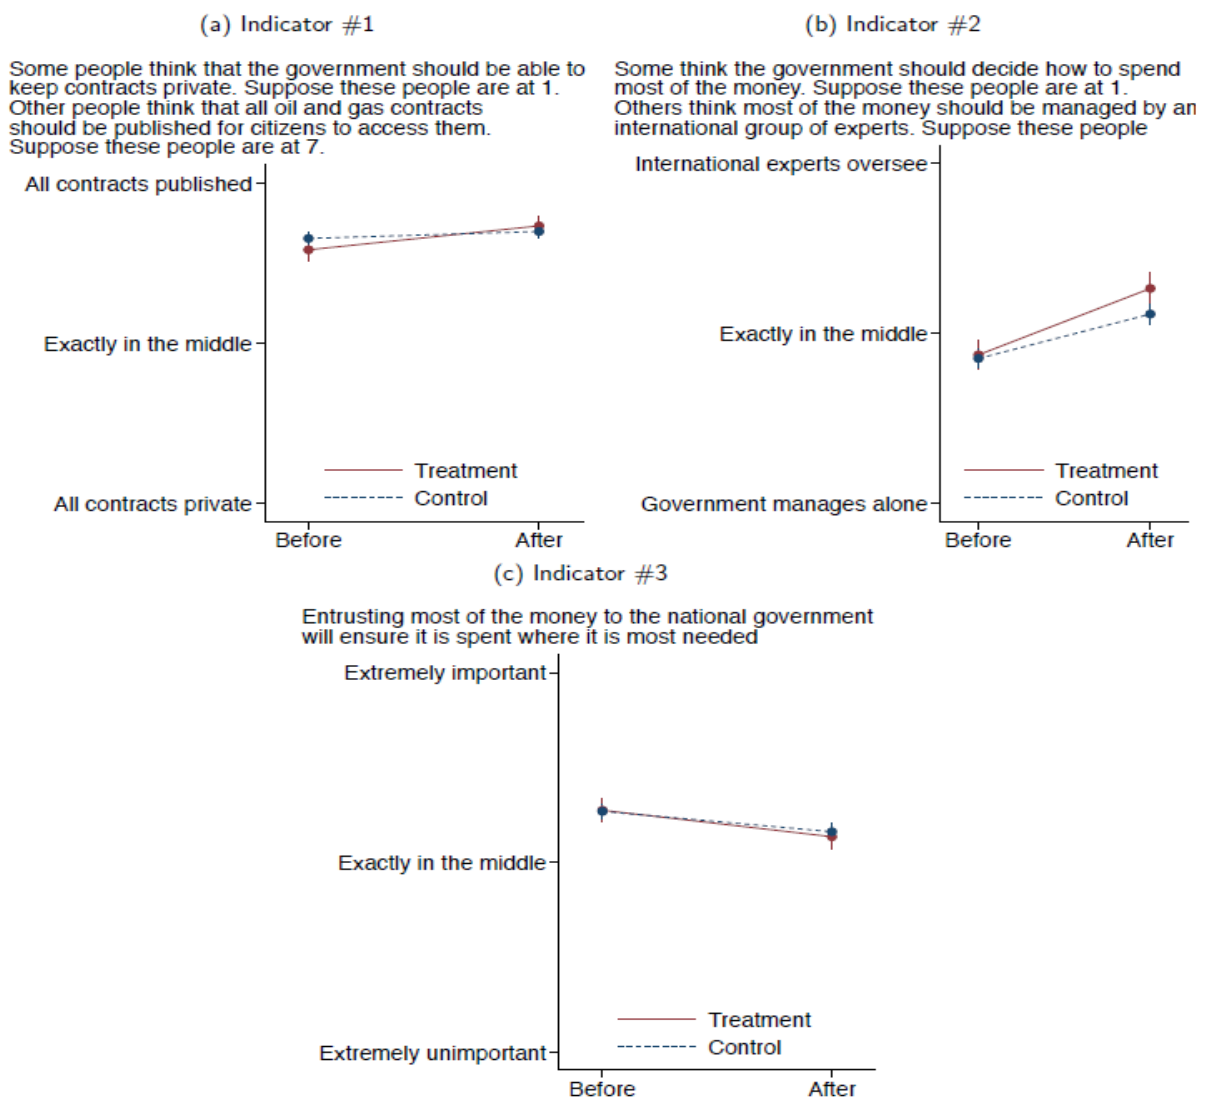 (a) Indicator #1
Some people think that the government should be able to
keep contracts private. Suppose these people are at 1.
Other people think that all oil and gas contracts
should be published for citizens to access them.
Suppose these people are at 7.
All contracts published
Exactly in the middle
All contracts private
Treatment
Control
Before
After
(b) Indicator #2
Some think the government should decide how to spend
most of the money. Suppose these people are at 1.
Others think most of the money should be managed by an
international group of experts. Suppose these people
International experts oversee
Exactly in the middle
Government manages alone
Treatment
Control
Before
After
(c) Indicator #3
Entrusting most of the money to the national government
will ensure it is spent where it is most needed
Extremely important
Exactly in the middle
Extremely unimportant
Treatment
Control
Before
After